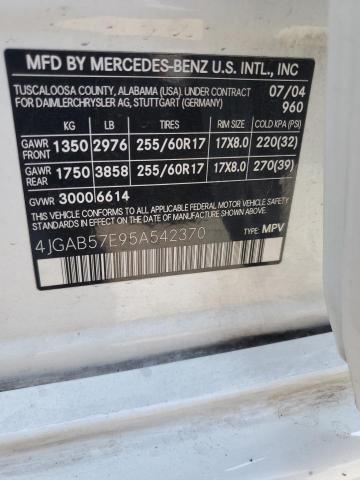 MFD BY MERCEDES-BENZ U.S. INTL., INC
TUSCALOOSA COUNTY, ALABAMA (USA). UNDER CONTRACT 07/04
FOR DAIMLERCHRYSLER AG, STUTTGART (GERMANY) 960
KG LB TIRES RIM SIZE COLD KPA (PSI)
GAWR FRONT 1350 2976 255/60R17 17X8.0 220(32)
GAWR REAR 1750 3858 255/60R17 17X8.0 270(39)
GVWR 3000 6614
THIS VEHICLE CONFORMS TO ALL APPLICABLE FEDERAL MOTOR VEHICLE SAFETY STANDARDS IN EFFECT ON THE DATE OF MANUFACTURE SHOWN ABOVE.
4JGAB57E95A542370
TYPE: MPV